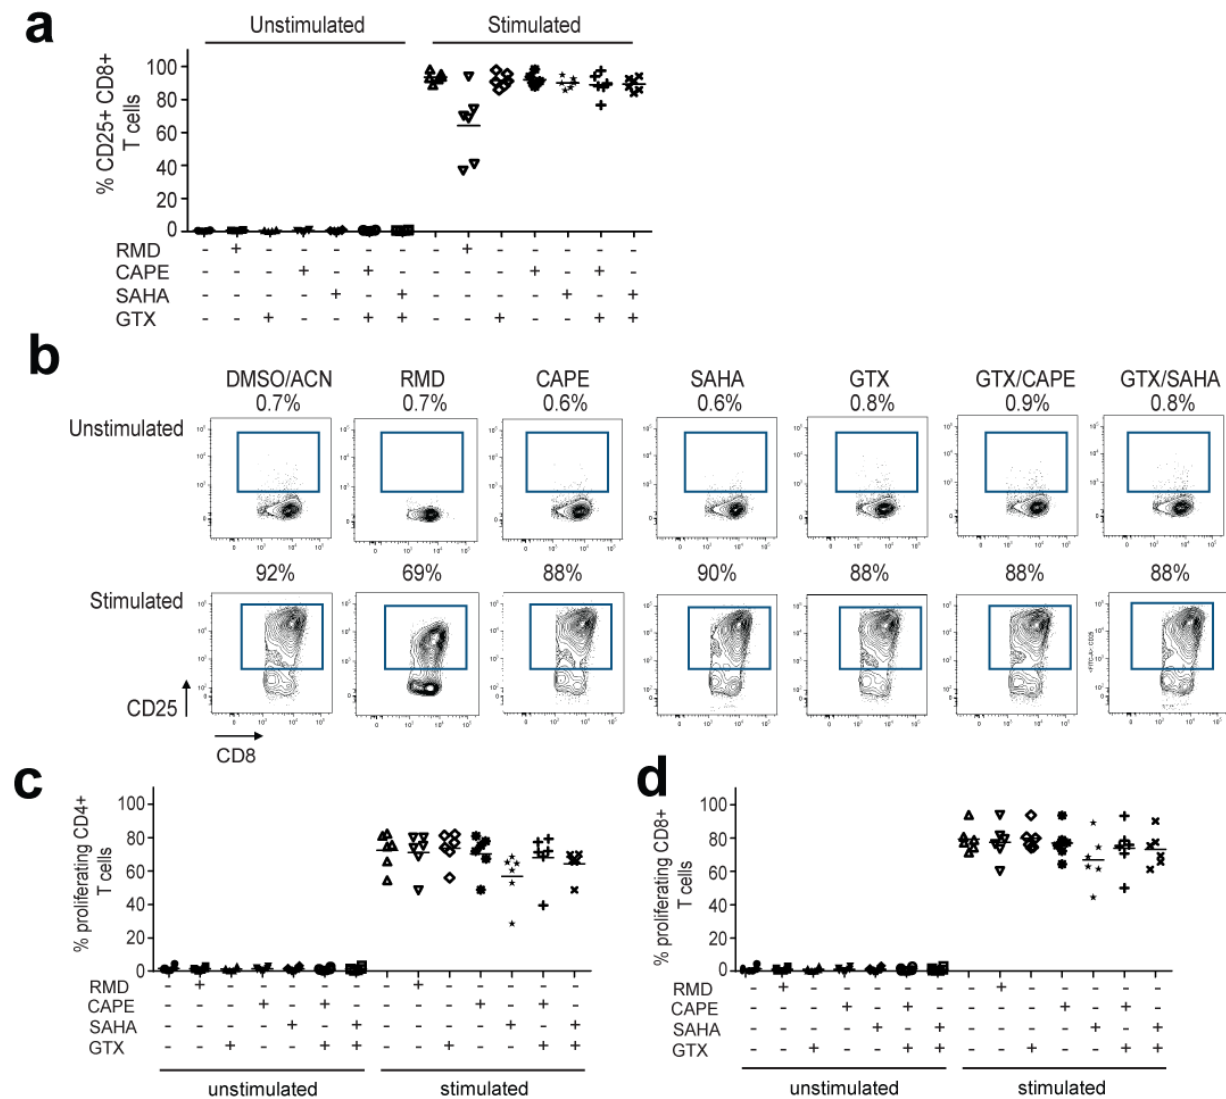 a
Unstimulated
Stimulated
% CD25+ CD8+
T cells
100
80
60
40
20
0
RMD - + - - - - - - + - - - - -
CAPE - - - + - + - - - - + - + -
SAHA - - - - + - + - - - - + - +
GTX - - + - - + + - - + - - + +
b
DMSO/ACN RMD CAPE SAHA GTX GTX/CAPE GTX/SAHA
0.7% 0.7% 0.6% 0.6% 0.8% 0.9% 0.8%
Unstimulated
92% 69% 88% 90% 88% 88% 88%
Stimulated
CD25
CD8
c
% proliferating CD4+
T cells
100
80
60
40
20
0
RMD - + - - - - - - + - - - - -
CAPE - - - + - + - - - - + - + -
SAHA - - - - + - + - - - - + - +
GTX - - + - - + + - - + - - + +
unstimulated
stimulated
d
% proliferating CD8+
T cells
100
80
60
40
20
0
RMD - + - - - - - - + - - - - -
CAPE - - - + - + - - - - + - + -
SAHA - - - - + - + - - - - + - +
GTX - - + - - + + - - + - - + +
unstimulated
stimulated